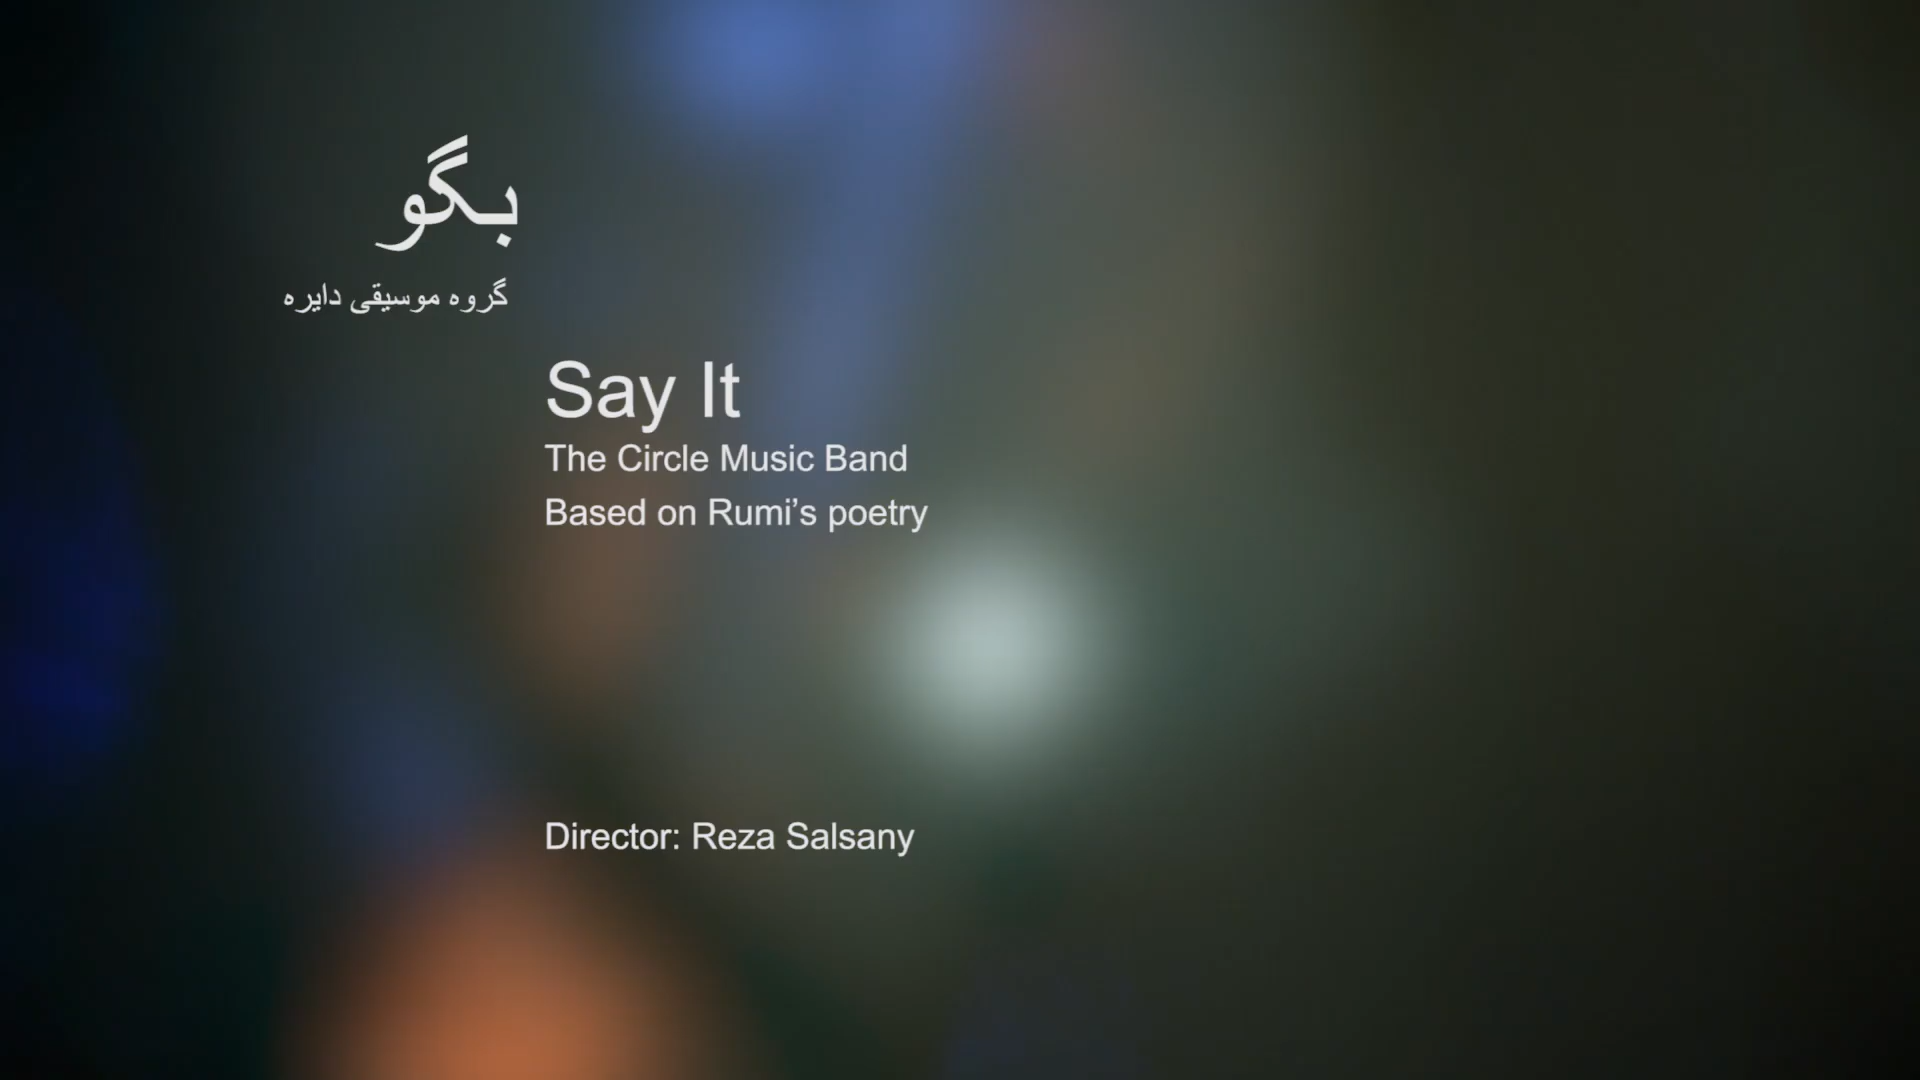 بگو
گروه موسیقی دایره
Say It
The Circle Music Band
Based on Rumi’s poetry
Director: Reza Salsany